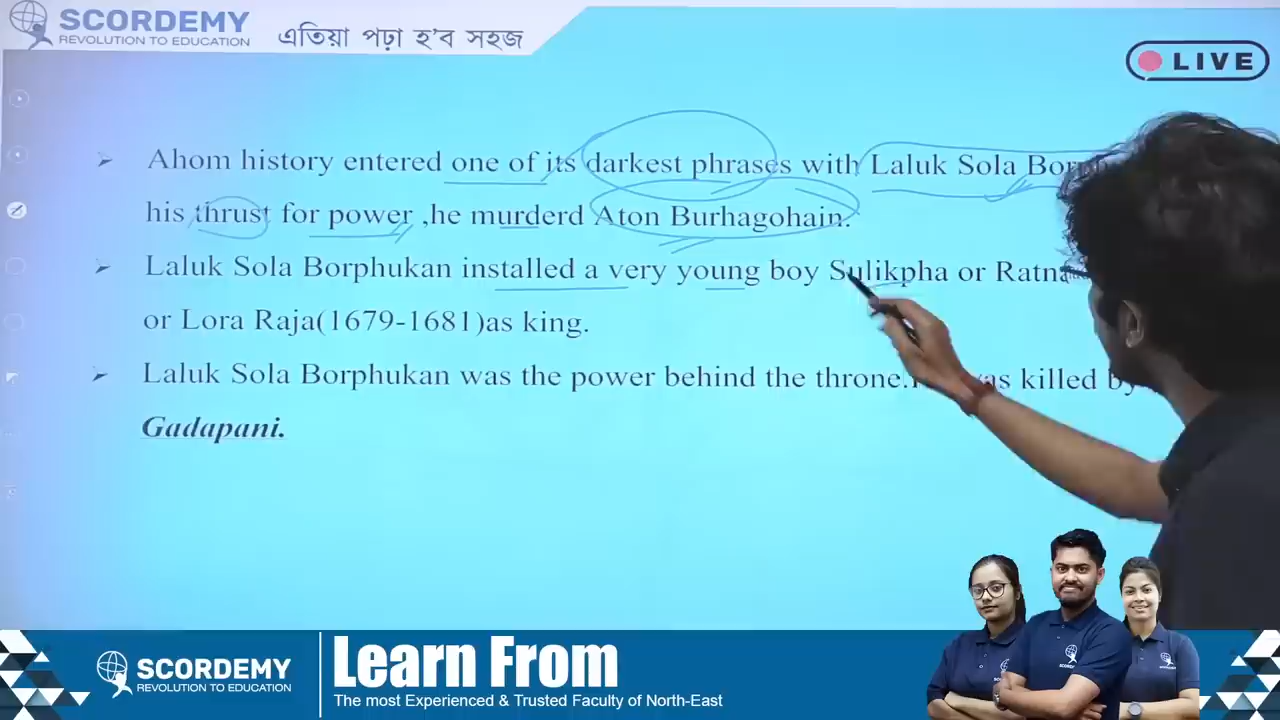 SCORDEMY
REVOLUTION TO EDUCATION
এতিয়া পঢ়া হ'ব সহজ
LIVE
Ahom history entered one of its darkest phrases with Laluk Sola
his thrust for power ,he murderd Aton Burhagohain.
Laluk Sola Borphukan installed a very young boy Sulikpha or
or Lora Raja(1679-1681)as king.
Laluk Sola Borphukan was the power behind the throne. was killed by
Gadapani.
SCORDEMY
REVOLUTION TO EDUCATION
Learn From
The most Experienced & Trusted Faculty of North-East